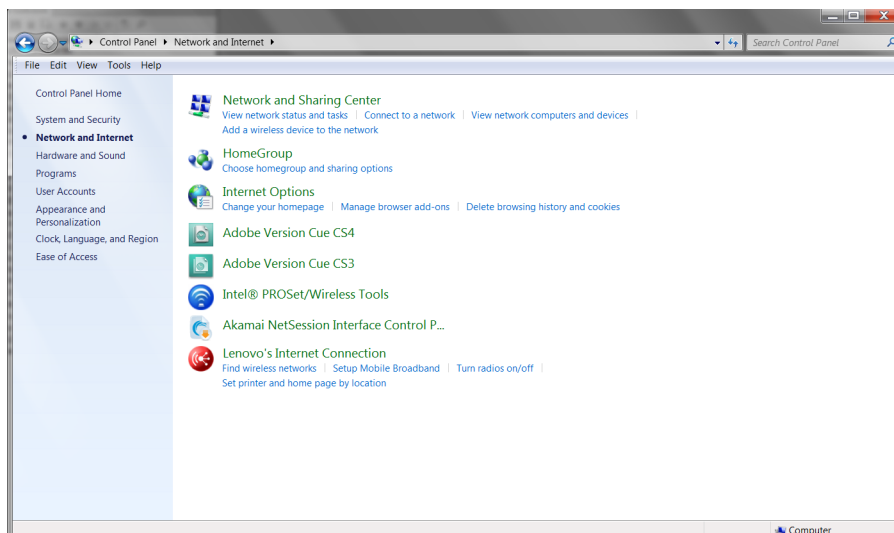 Control Panel Network and Internet
Search Control Panel
File Edit View Tools Help
Control Panel Home
System and Security
Network and Internet
Hardware and Sound
Programs
User Accounts
Appearance and
Personalization
Clock, Language, and Region
Ease of Access
Network and Sharing Center
View network status and tasks Connect to a network View network computers and devices
Add a wireless device to the network
HomeGroup
Choose homegroup and sharing options
Internet Options
Change your homepage Manage browser add-ons Delete browsing history and cookies
Adobe Version Cue CS4
Adobe Version Cue CS3
Intel® PROSet/Wireless Tools
Akamai NetSession Interface Control P...
Lenovo's Internet Connection
Find wireless networks Setup Mobile Broadband Turn radios on/off
Set printer and home page by location
Computer